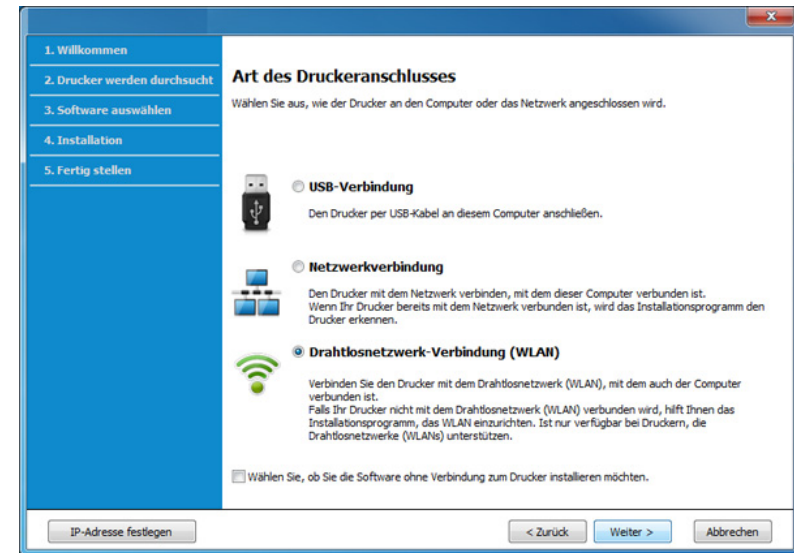 1. Willkommen
2. Drucker werden durchsucht
3. Software auswählen
4. Installation
5. Fertig stellen
Art des Druckeranschlusses
Wählen Sie aus, wie der Drucker an den Computer oder das Netzwerk angeschlossen wird.
USB-Verbindung
Den Drucker per USB-Kabel an diesem Computer anschließen.
Netzwerkverbindung
Den Drucker mit dem Netzwerk verbinden, mit dem dieser Computer verbunden ist.
Wenn Ihr Drucker bereits mit dem Netzwerk verbunden ist, wird das Installationsprogramm den
Drucker erkennen.
Drahtlosnetzwerk-Verbindung (WLAN)
Verbinden Sie den Drucker mit dem Drahtlosnetzwerk (WLAN), mit dem auch der Computer
verbunden ist.
Falls Ihr Drucker nicht mit dem Drahtlosnetzwerk (WLAN) verbunden wird, hilft Ihnen das
Installationsprogramm, das WLAN einzurichten. Ist nur verfügbar bei Druckern, die
Drahtlosnetzwerke (WLANs) unterstützen.
Wählen Sie, ob Sie die Software ohne Verbindung zum Drucker installieren möchten.
IP-Adresse festlegen
< Zurück
Weiter >
Abbrechen